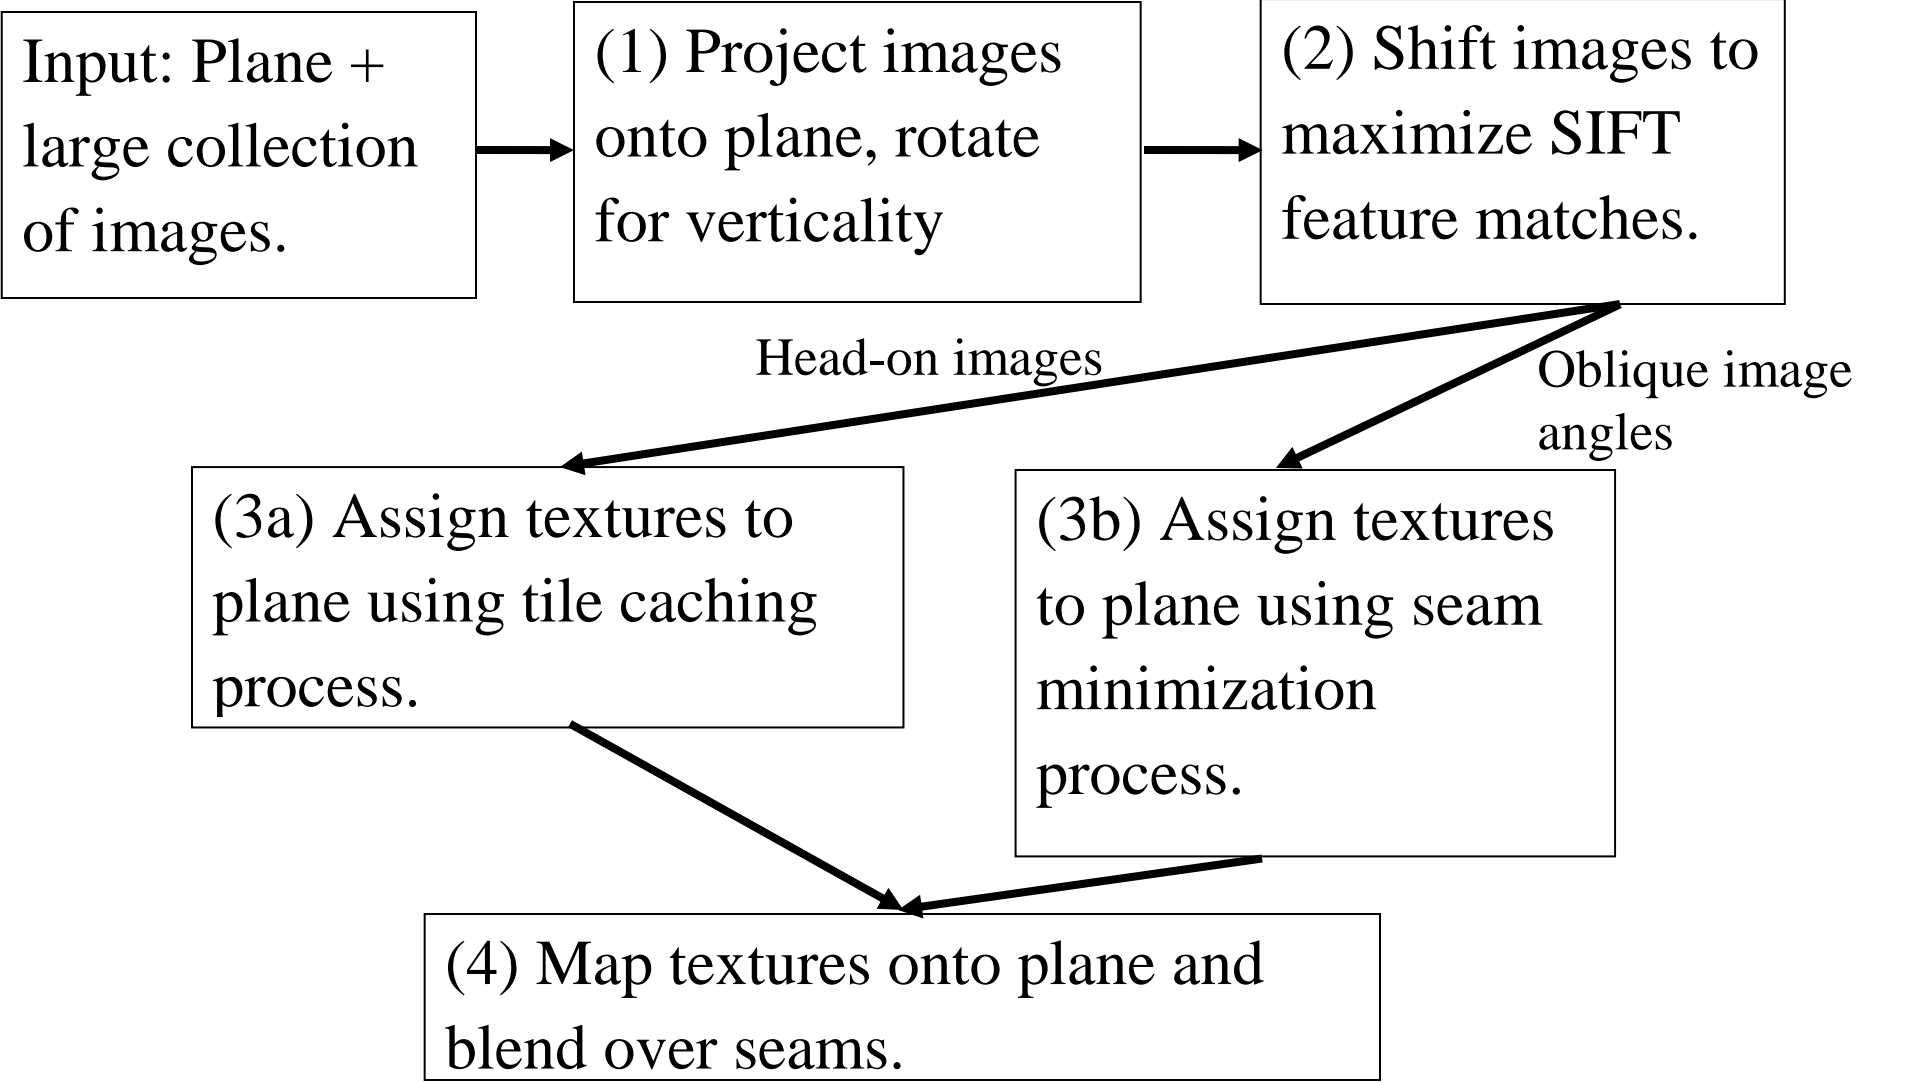 Input: Plane +
large collection
of images.
(1) Project images
onto plane, rotate
for verticality
(2) Shift images to
maximize SIFT
feature matches.
Head-on images
Oblique image
angles
(3a) Assign textures to
plane using tile caching
process.
(3b) Assign textures
to plane using seam
minimization
process.
(4) Map textures onto plane and
blend over seams.